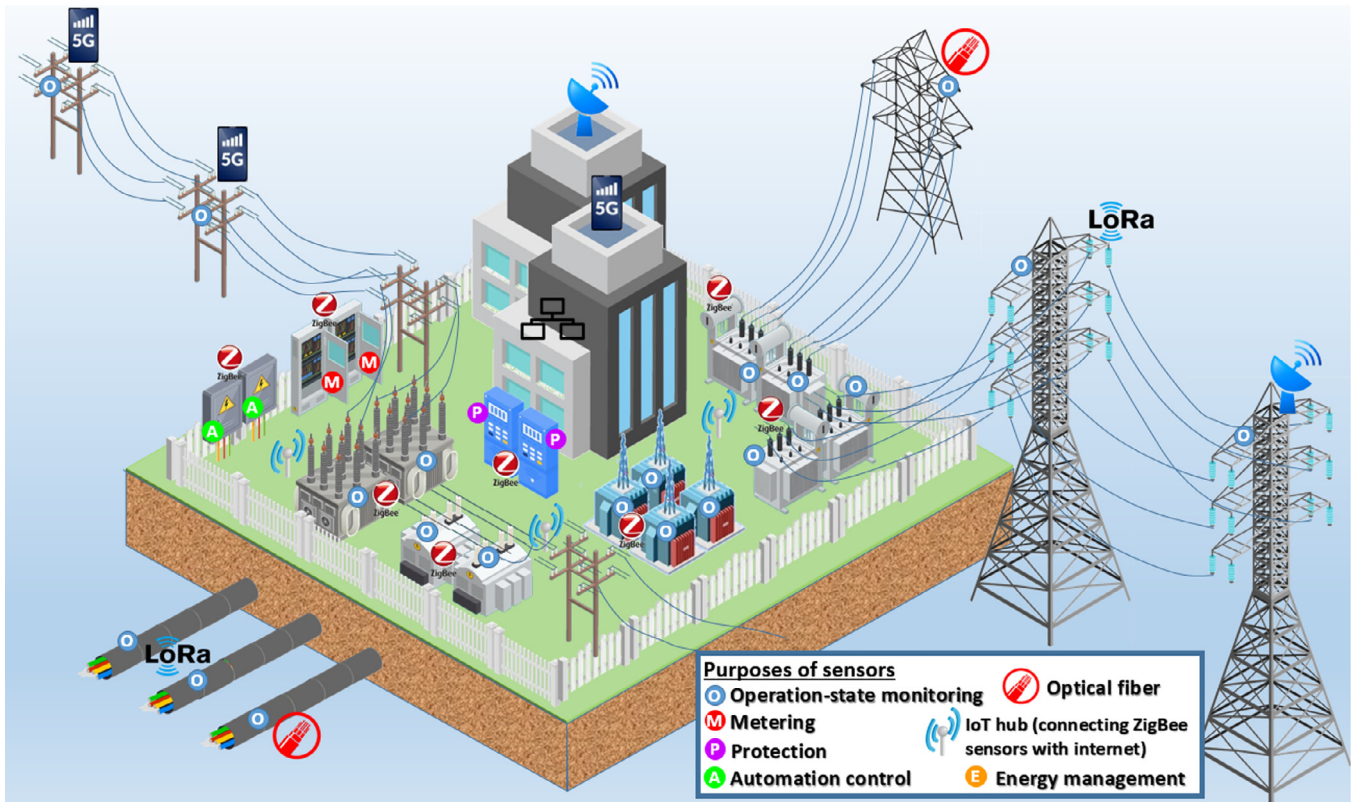 5G
O
5G
O
5G
O
LoRa
O
ZigBee
ZigBee
M
M
ZigBee
A
A
O
O
O
ZigBee
O
O
P
P
ZigBee
O
O
ZigBee
O
O
O
O
ZigBee
O
O
ZigBee
O
O
LoRa
O
O
Purposes of sensors
O Operation-state monitoring
M Metering
P Protection
A Automation control
Optical fiber
IoT hub (connecting ZigBee
sensors with internet)
E Energy management